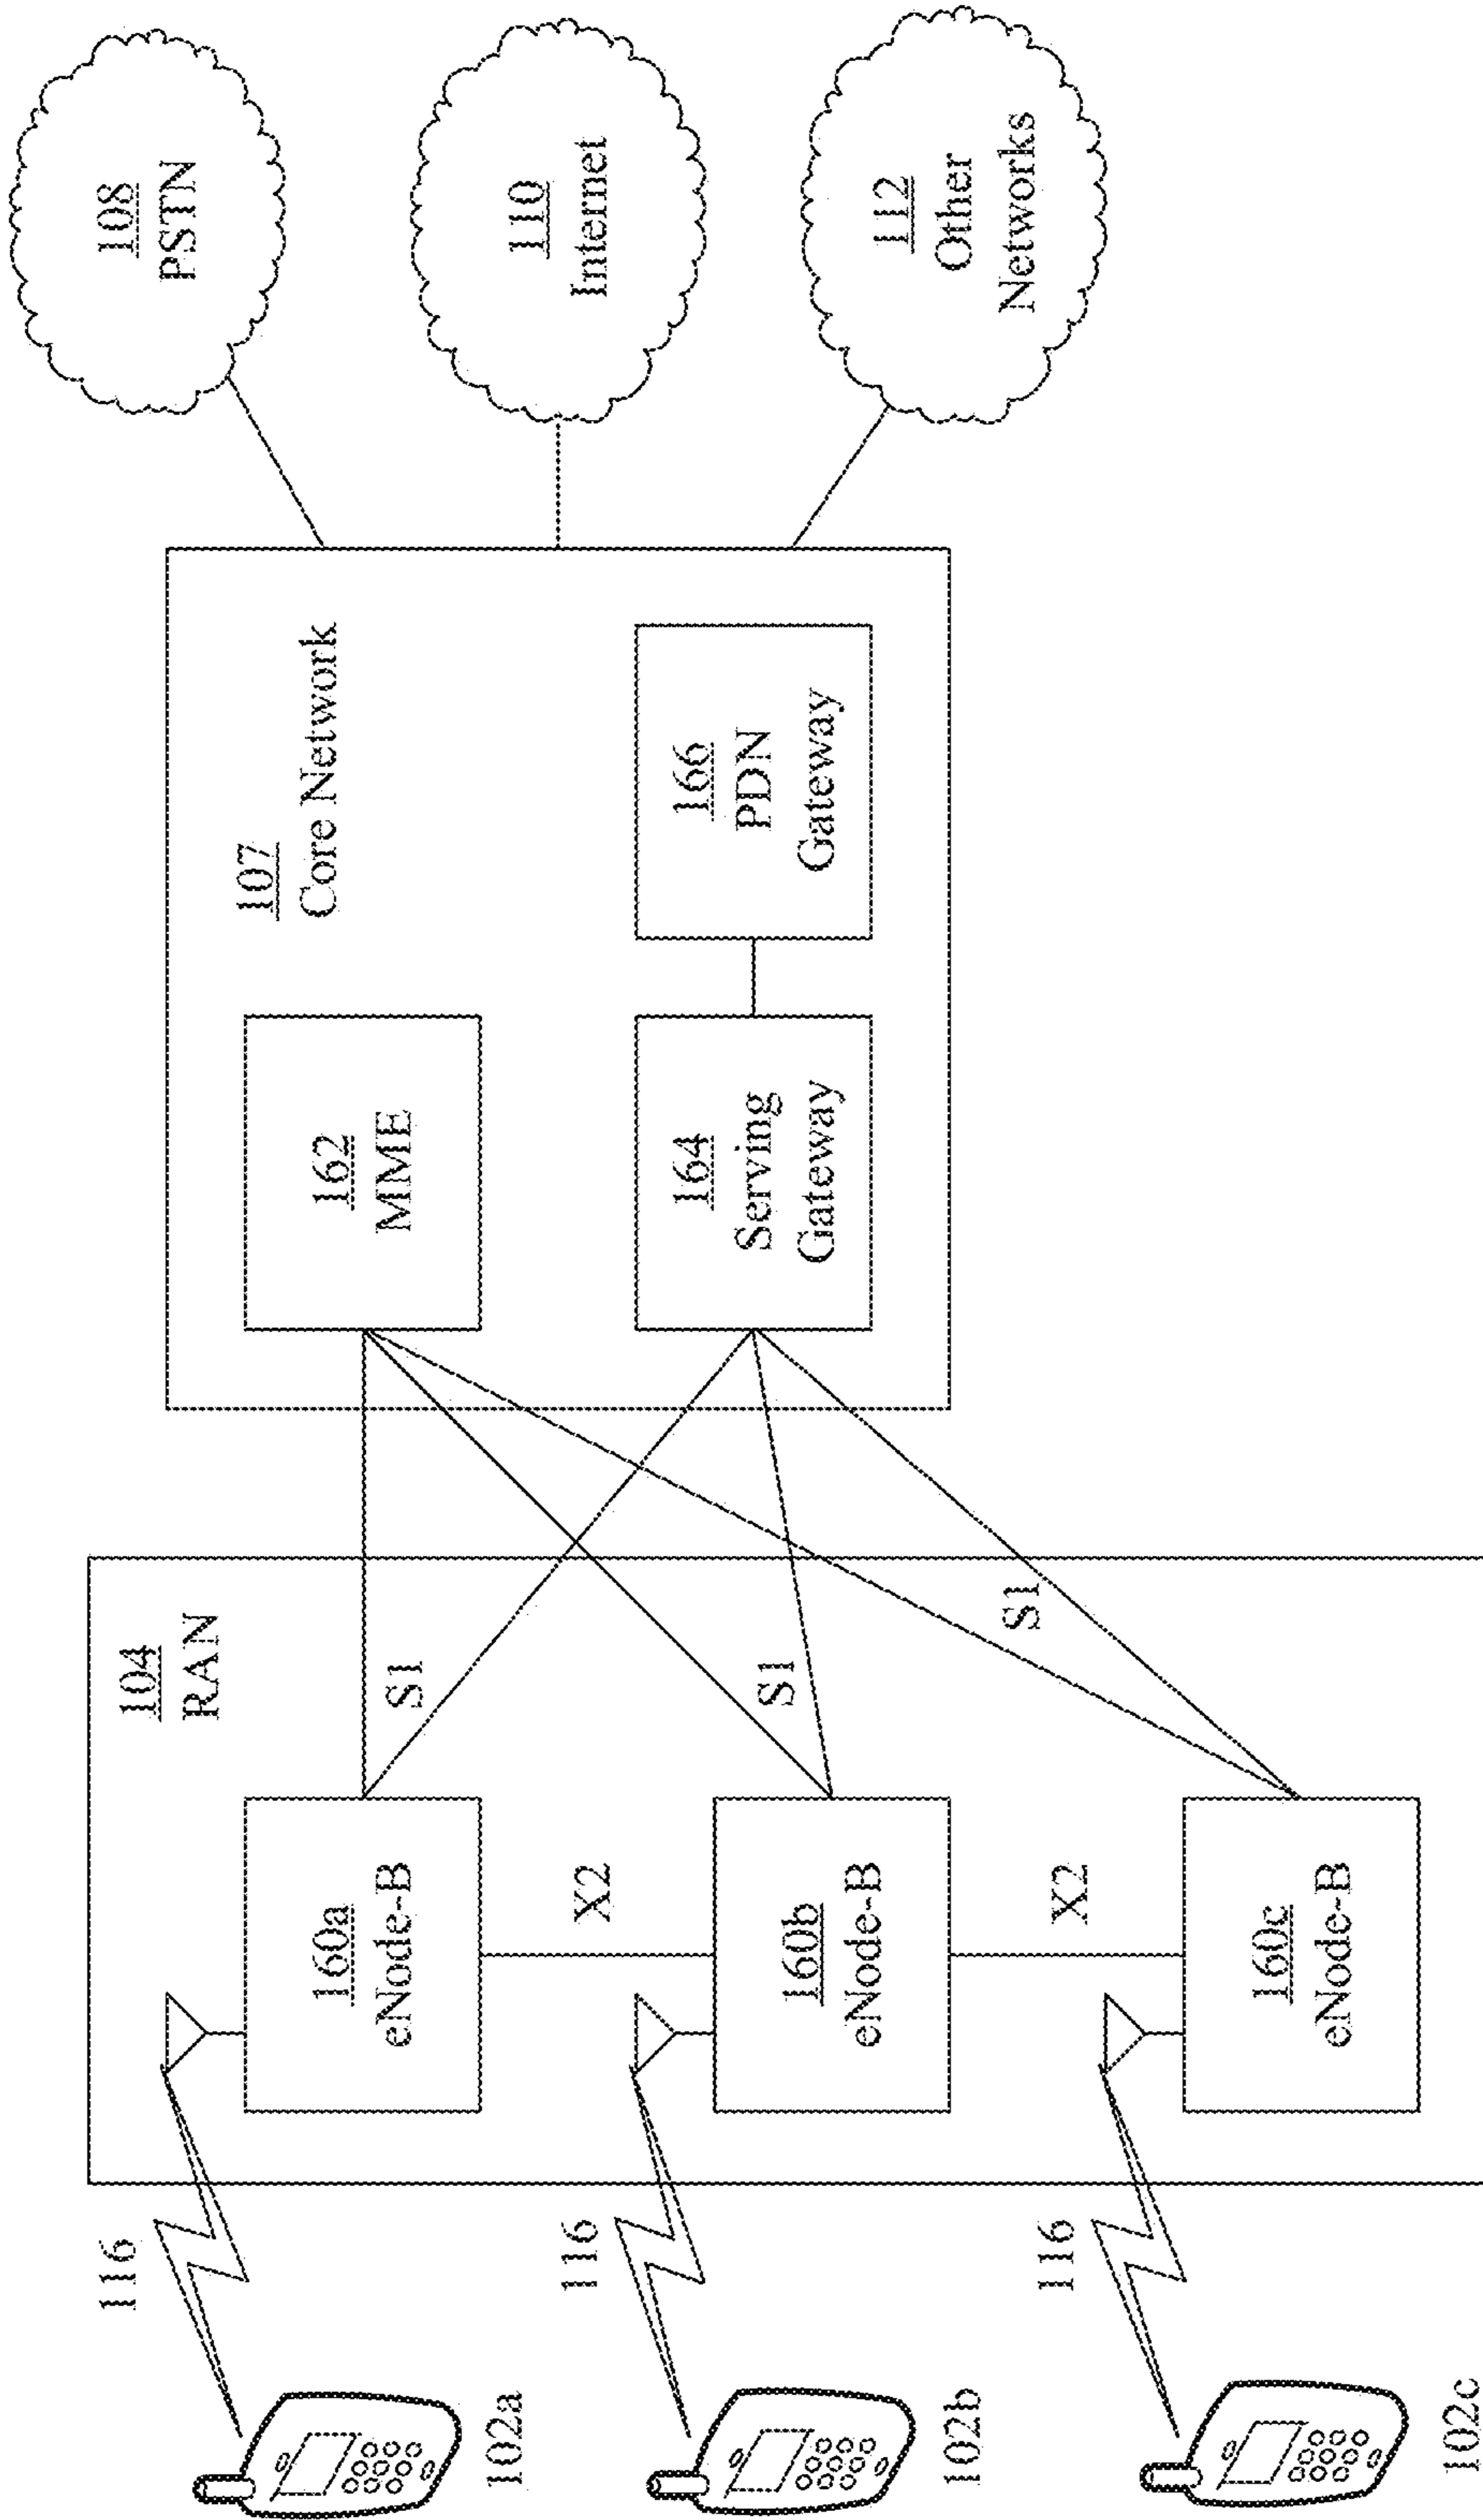 102a
116
104
RAN
160a
eNode-B
S1
X2
102b
116
160b
eNode-B
S1
X2
102c
116
160c
eNode-B
S1
107
Core Network
162
MME
164
Serving
Gateway
166
PDN
Gateway
108
PSTN
110
Internet
112
Other
Networks